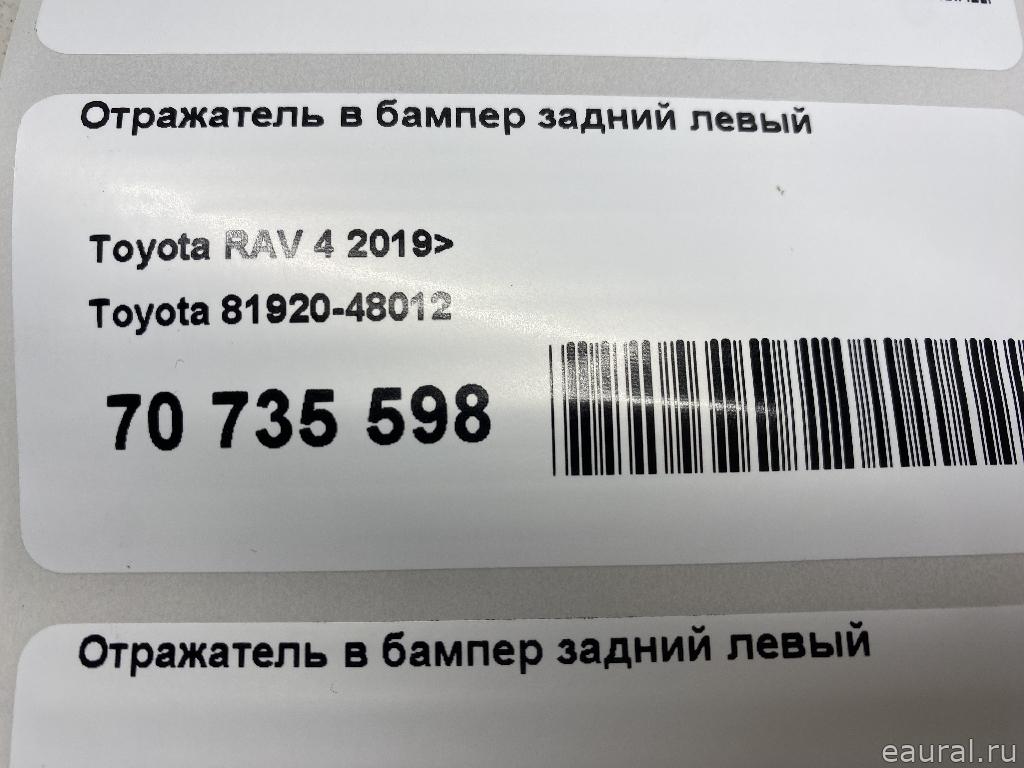 Отражатель в бампер задний левый
Toyota RAV 4 2019>
Toyota 81920-48012
70 735 598
Отражатель в бампер задний левый
eaural.ru